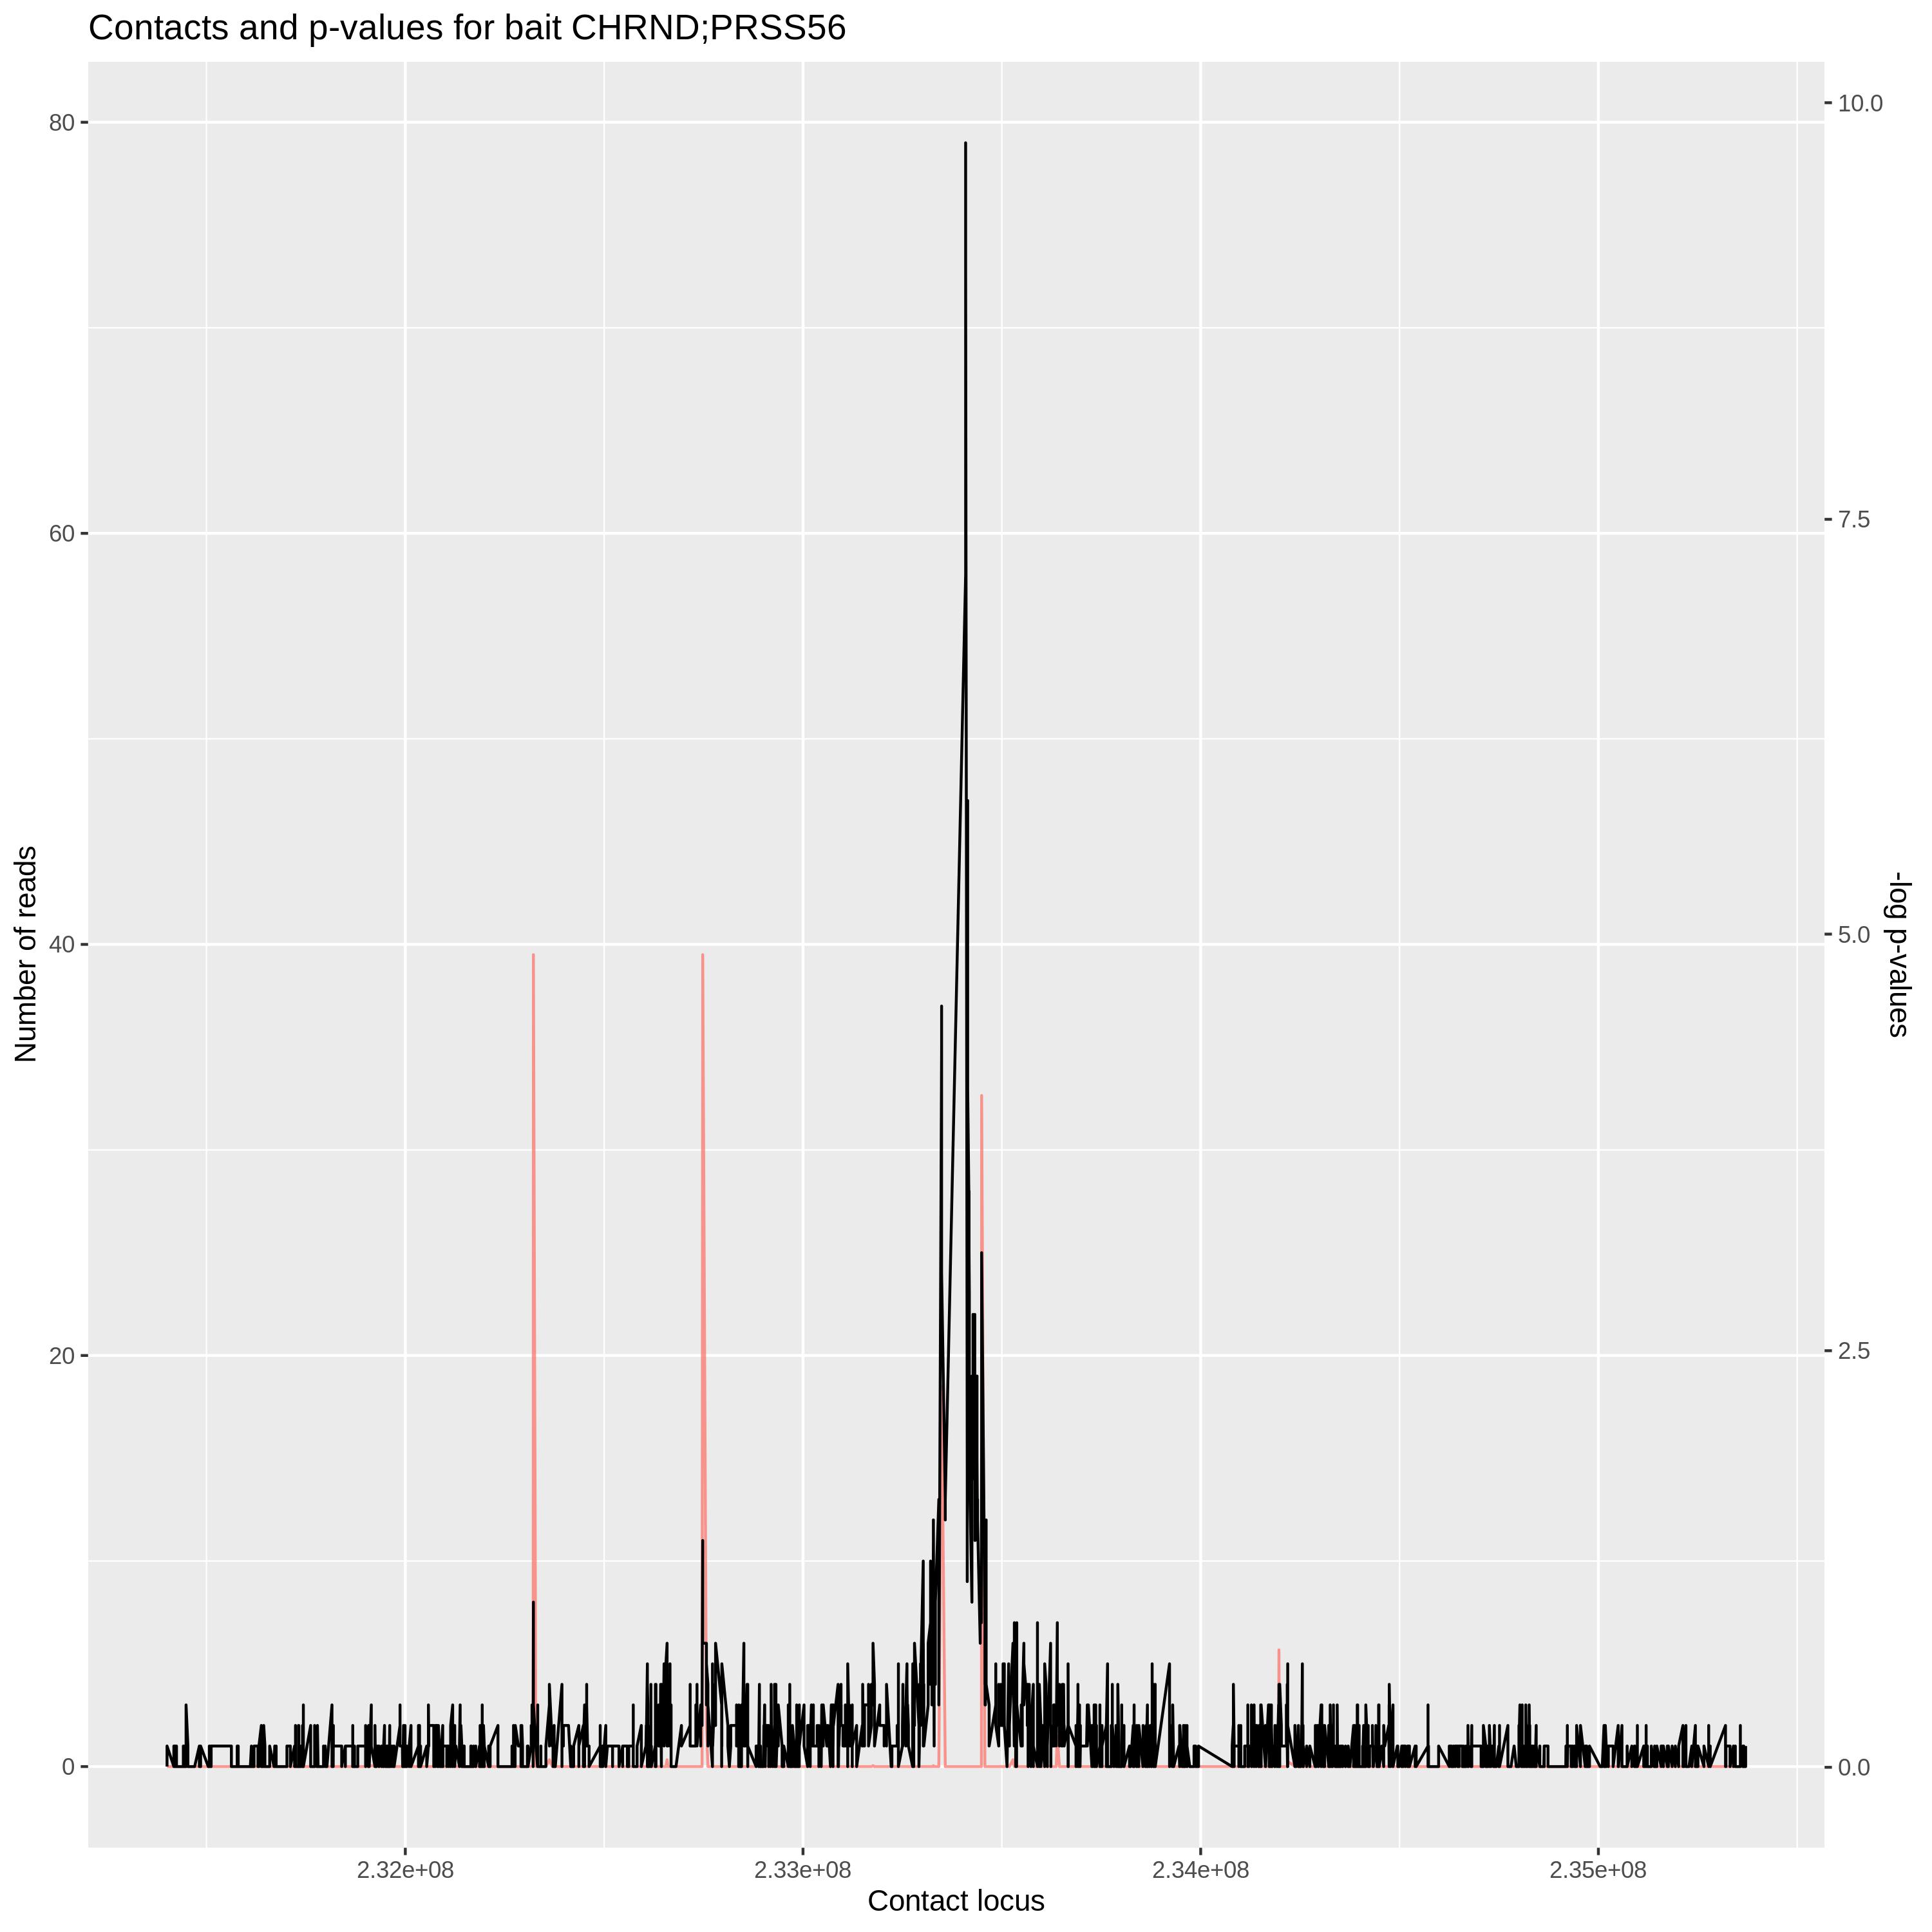 Contacts and p-values for bait CHRND;PRSS56
80
60
40
20
0
Number of reads
10.0
7.5
5.0
2.5
0.0
-log p-values
2.32e+08
2.33e+08
2.34e+08
2.35e+08
Contact locus